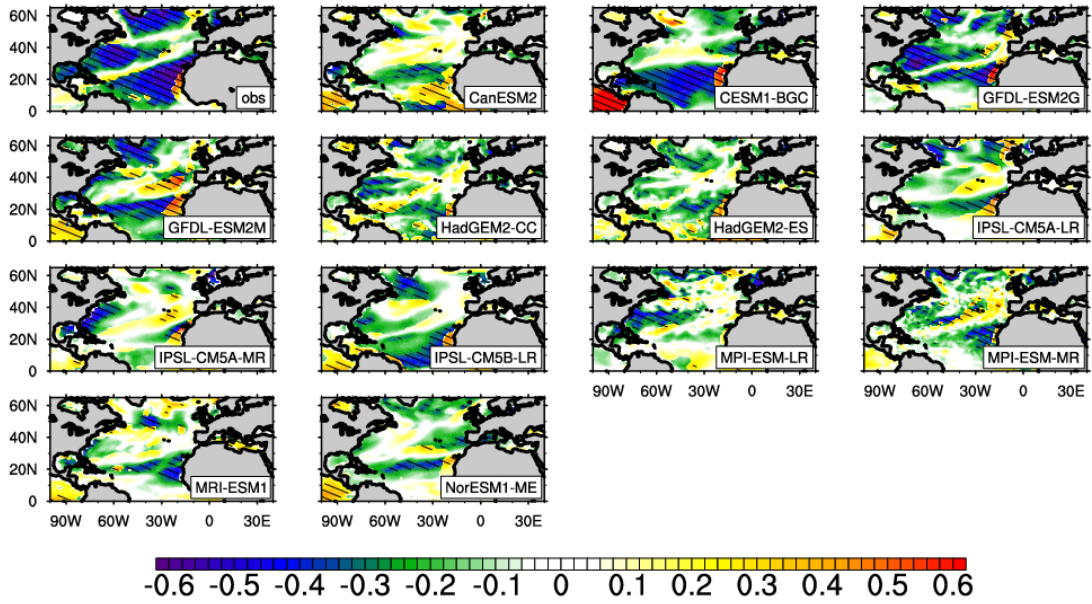 60N
40N
20N
0
obs
CanESM2
CESM1-BGC
GFDL-ESM2G
60N
40N
20N
0
GFDL-ESM2M
HadGEM2-CC
HadGEM2-ES
IPSL-CM5A-LR
60N
40N
20N
0
IPSL-CM5A-MR
IPSL-CM5B-LR
MPI-ESM-LR
MPI-ESM-MR
90W 60W 30W 0 30E
90W 60W 30W 0 30E
60N
40N
20N
0
MRI-ESM1
NorESM1-ME
90W 60W 30W 0 30E
90W 60W 30W 0 30E
-0.6 -0.5 -0.4 -0.3 -0.2 -0.1 0 0.1 0.2 0.3 0.4 0.5 0.6